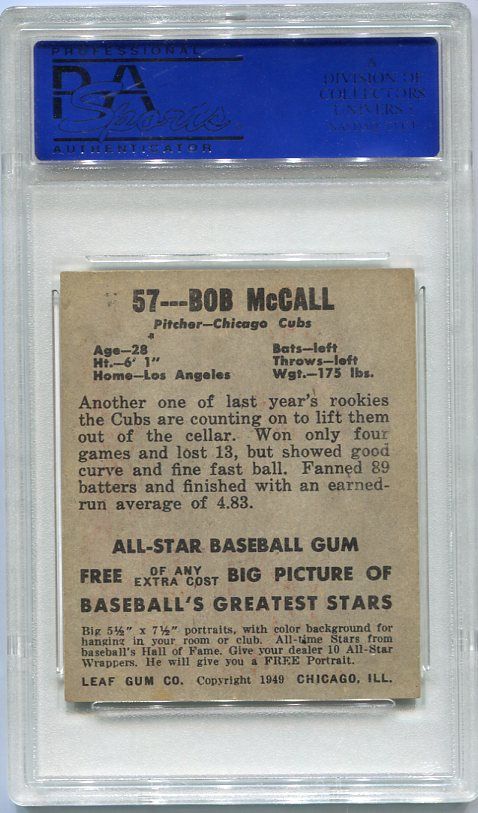 PROFESSIONAL
PSA
Sports
AUTHENTICATOR
A
DIVISION OF
COLLECTORS
UNIVERSE
57---BOB McCALL
Pitcher—Chicago Cubs
Age—28
Ht.—6' 1"
Home—Los Angeles
Bats—left
Throws—left
Wgt.—175 lbs.
Another one of last year's rookies
the Cubs are counting on to lift them
out of the cellar. Won only four
games and lost 13, but showed good
curve and fine fast ball. Fanned 89
batters and finished with an earned-
run average of 4.83.
ALL-STAR BASEBALL GUM
FREE OF ANY EXTRA COST BIG PICTURE OF
BASEBALL'S GREATEST STARS
Big 5½" x 7½" portraits, with color background for
hanging in your room or club. All-time Stars from
baseball's Hall of Fame. Give your dealer 10 All-Star
Wrappers. He will give you a FREE Portrait.
LEAF GUM CO. Copyright 1949 CHICAGO, ILL.